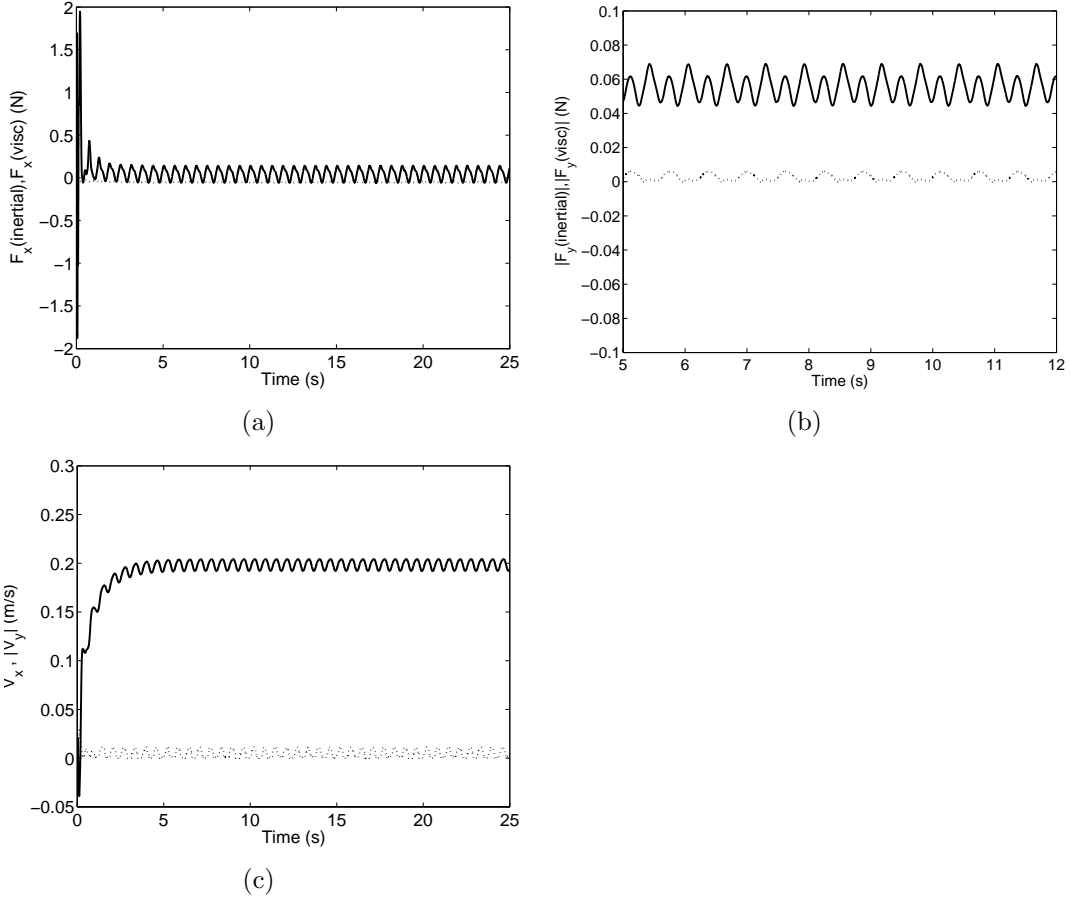 2
1.5
1
0.5
0
−0.5
−1
−1.5
−2
F_x(inertial),F_x(visc) (N)
0 5 10 15 20 25
Time (s)
(a)
0.1
0.08
0.06
0.04
0.02
0
−0.02
−0.04
−0.06
−0.08
−0.1
|F_y(inertial)|,|F_y(visc)| (N)
5 6 7 8 9 10 11 12
Time (s)
(b)
0.3
0.25
0.2
0.15
0.1
0.05
0
−0.05
V_x , |V_y| (m/s)
0 5 10 15 20 25
Time (s)
(c)